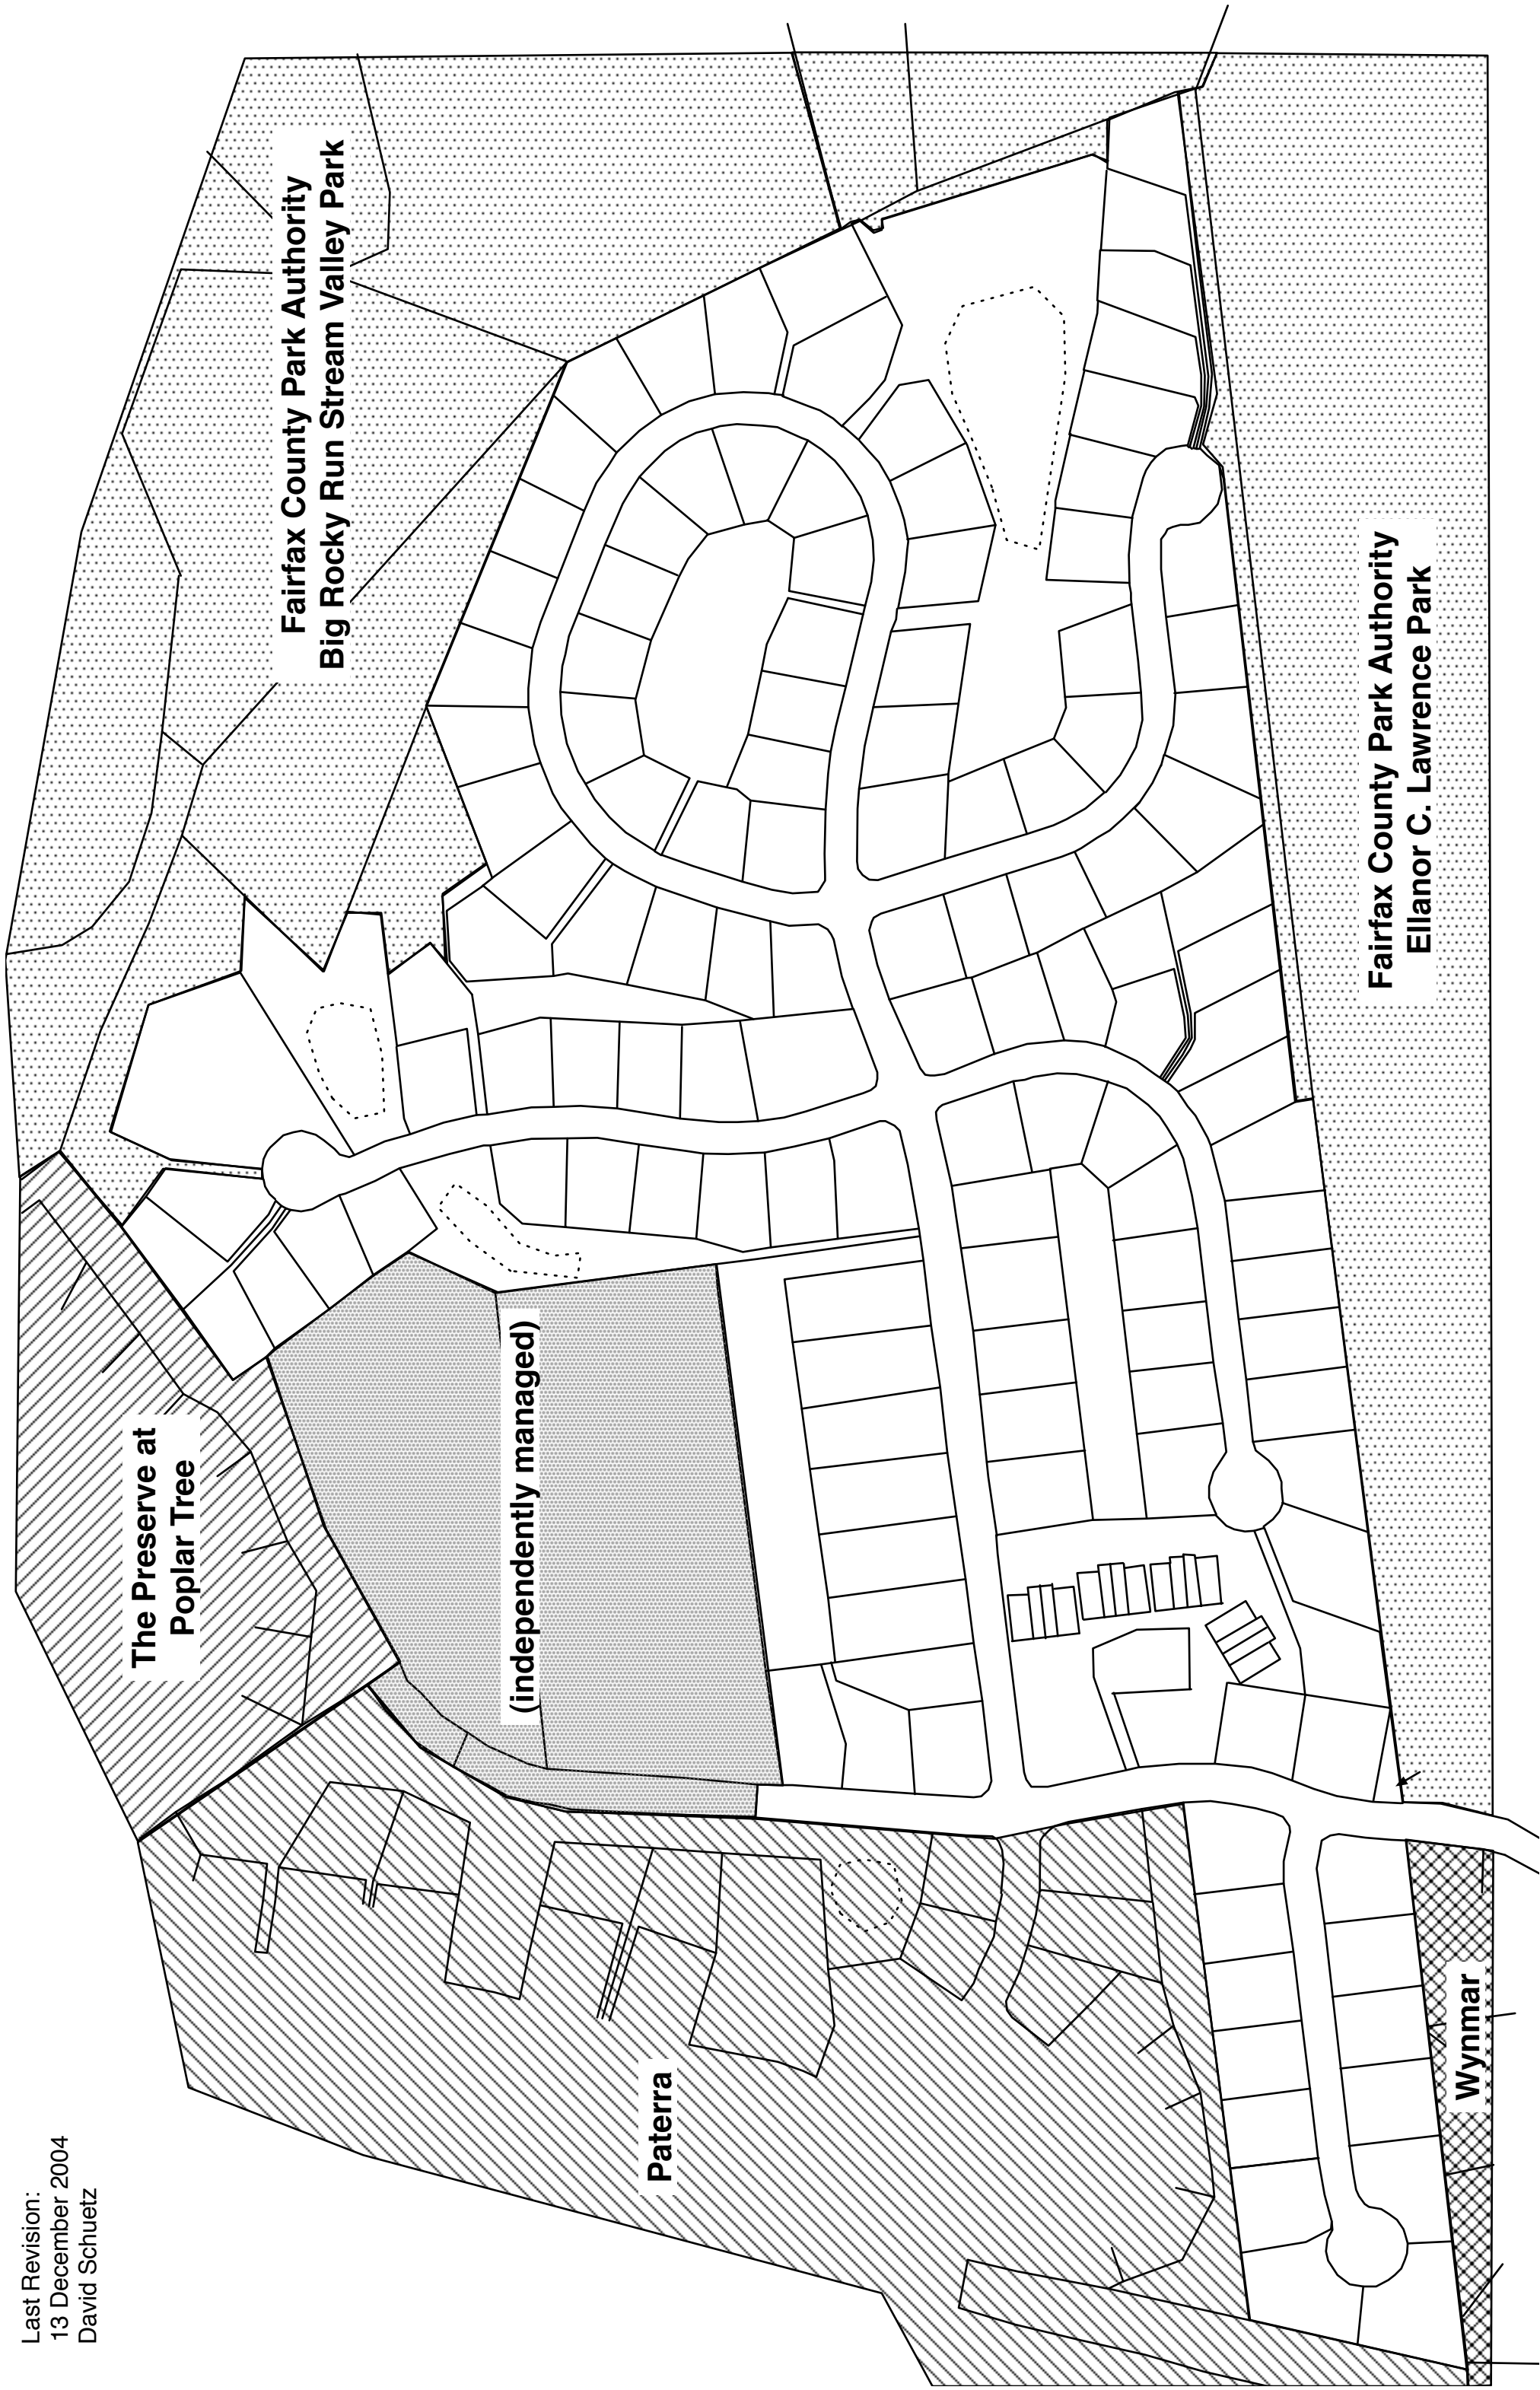 Last Revision:
13 December 2004
David Schuetz
The Preserve at
Poplar Tree
Fairfax County Park Authority
Big Rocky Run Stream Valley Park
(independently managed)
Paterra
Fairfax County Park Authority
Ellanor C. Lawrence Park
Wynmar